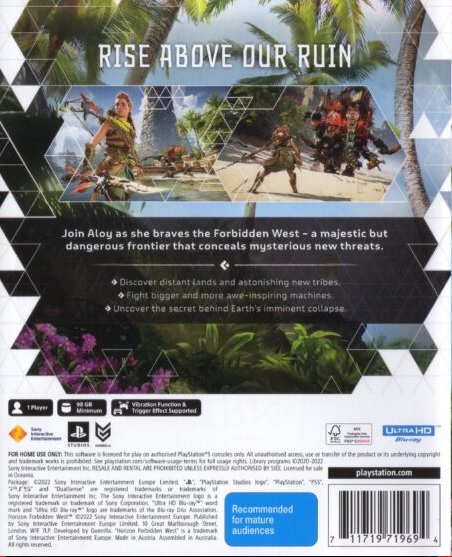 RISE ABOVE OUR RUIN
Join Aloy as she braves the Forbidden West – a majestic but
dangerous frontier that conceals mysterious new threats.
Discover distant lands and astonishing new tribes.
Fight bigger and more awe-inspiring machines.
Uncover the secret behind Earth's imminent collapse.
1 Player
98 GB
Minimum
Vibration Function &
Trigger Effect Supported
Sony
Interactive
Entertainment
STUDIOS
FSC
MIX
ULTRA HD
Blu-ray
FOR HOME USE ONLY: This software is licensed for play on authorised PlayStation®5 consoles only. All unauthorised access, use or transfer of the product or its underlying copyright
and trademark works is prohibited. See playstation.com/software-usage-terms for full usage rights. Library programs ©2020-2022
Sony Interactive Entertainment Inc. RESALE AND RENTAL ARE PROHIBITED UNLESS EXPRESSLY AUTHORISED BY SIEE. Licensed for sale
in Oceania.
Package: ©2022 Sony Interactive Entertainment Europe Limited. "PlayStation Studios logo", "PlayStation", "PS5",
and "DualSense" are registered trademarks or trademarks of
Sony Interactive Entertainment Inc. The Sony Interactive Entertainment logo is a
registered trademark or trademark of Sony Corporation. "Ultra HD Blu-ray™" word
mark and "Ultra HD Blu-ray™" logo are trademarks of the Blu-ray Disc Association.
Horizon Forbidden West™ ©2022 Sony Interactive Entertainment Europe. Published
by Sony Interactive Entertainment Europe Limited. 10 Great Marlborough Street,
London, W1F 7LP. Developed by Guerrilla. "Horizon Forbidden West" is a trademark
of Sony Interactive Entertainment Europe. Made in Austria. Assembled in Australia.
All rights reserved.
Recommended
for mature
audiences
playstation.com
7 11719 71969 4